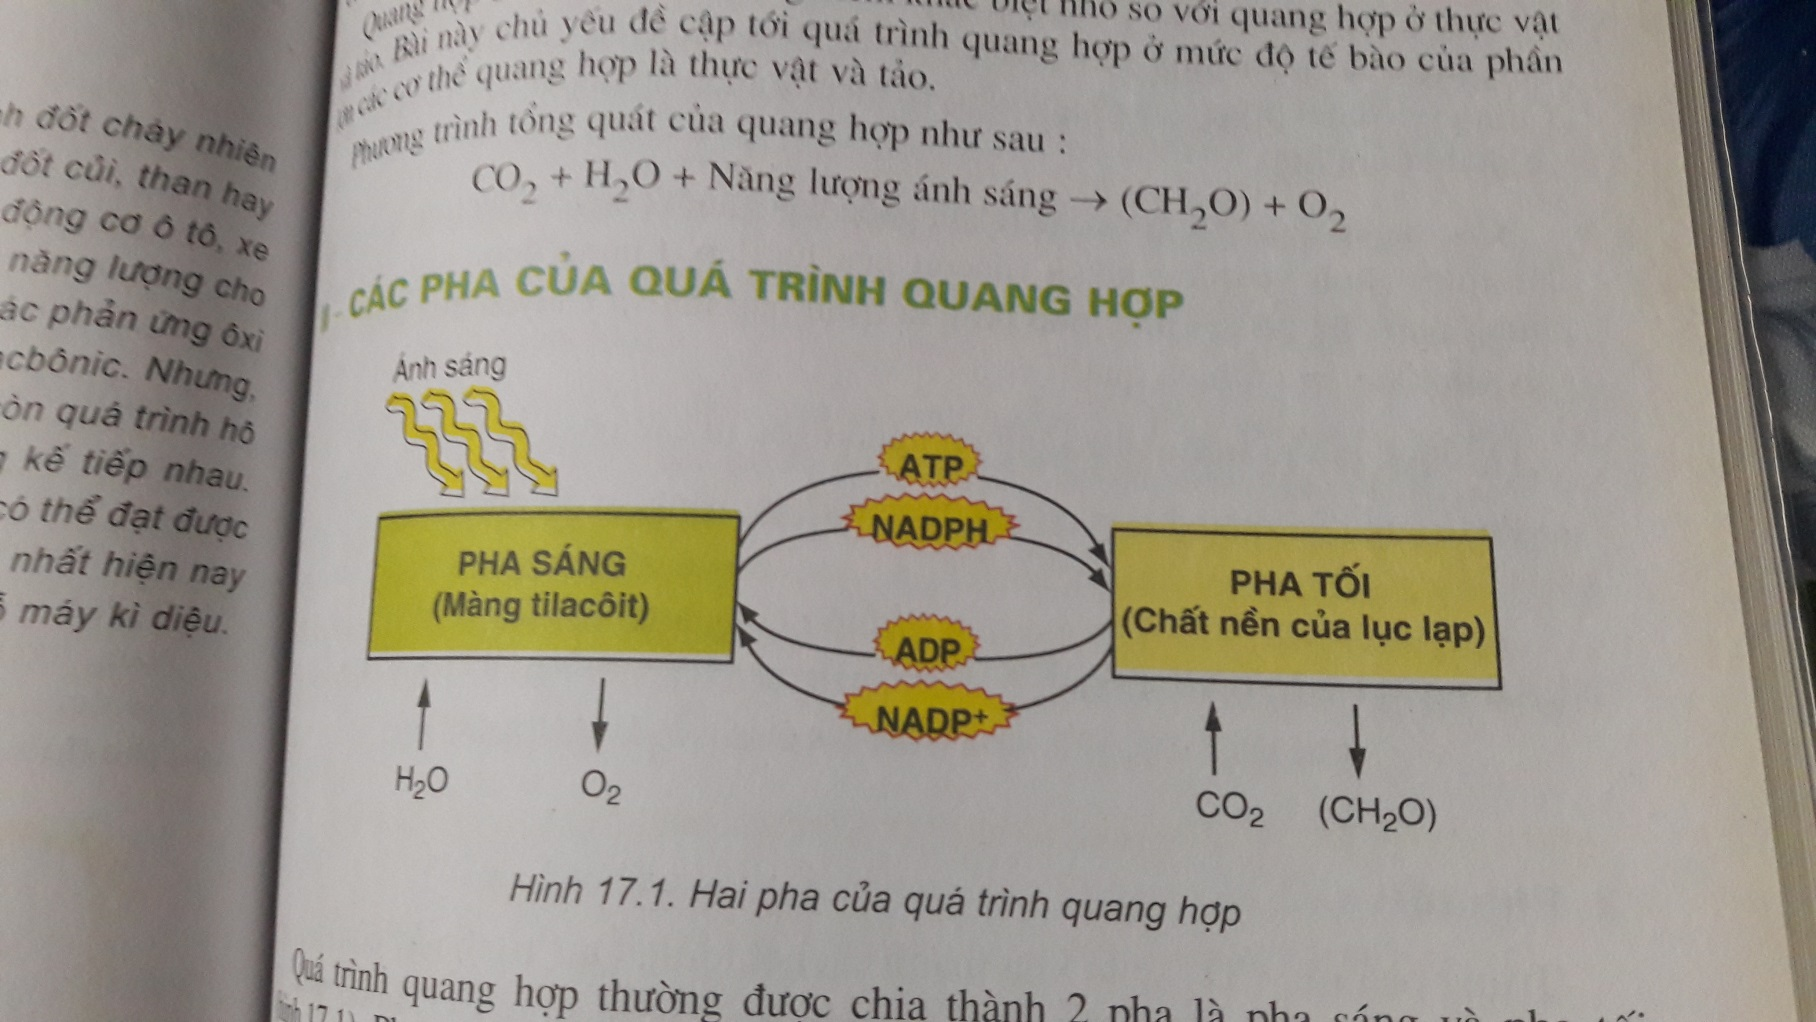 đốt cháy nhiên
đốt củi, than hay
động cơ ô tô, xe
năng lượng cho
phản ứng ôxi
Nhưng,
quá trình hô
kế tiếp nhau.
có thể đạt được
nhất hiện nay
máy kì diệu.
Quang nhỏ so với quang hợp ở thực vật
tảo. Bài này chủ yếu đề cập tới quá trình quang hợp ở mức độ tế bào của phần
các cơ thể quang hợp là thực vật và tảo.
Phương trình tổng quát của quang hợp như sau :
CO₂ + H₂O + Năng lượng ánh sáng → (CH₂O) + O₂
- CÁC PHA CỦA QUÁ TRÌNH QUANG HỢP
Ánh sáng
ATP
NADPH
PHA SÁNG
(Màng tilacôit)
PHA TỐI
(Chất nền của lục lạp)
ADP
NADP⁺
H₂O
O₂
CO₂
(CH₂O)
Hình 17.1. Hai pha của quá trình quang hợp
Quá trình quang hợp thường được chia thành 2 pha là pha sáng và pha
17.1)